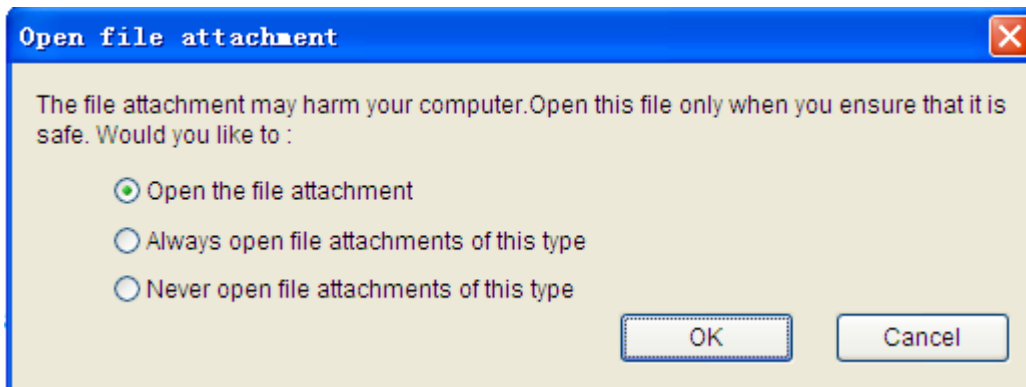 Open file attachment
The file attachment may harm your computer.Open this file only when you ensure that it is
safe. Would you like to :
Open the file attachment
Always open file attachments of this type
Never open file attachments of this type
OK
Cancel